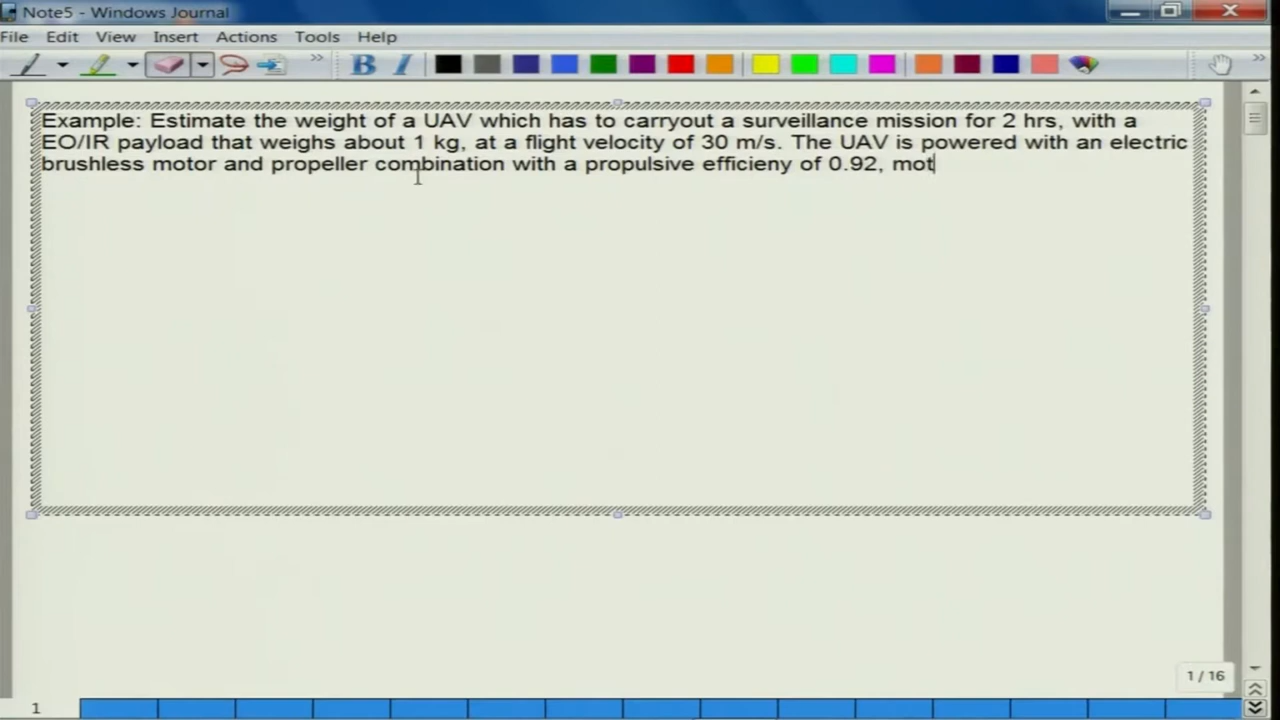 Note5 - Windows Journal
File Edit View Insert Actions Tools Help
B I
Example: Estimate the weight of a UAV which has to carryout a surveillance mission for 2 hrs, with a
EO/IR payload that weighs about 1 kg, at a flight velocity of 30 m/s. The UAV is powered with an electric
brushless motor and propeller combination with a propulsive efficieny of 0.92, mot
1 / 16
1